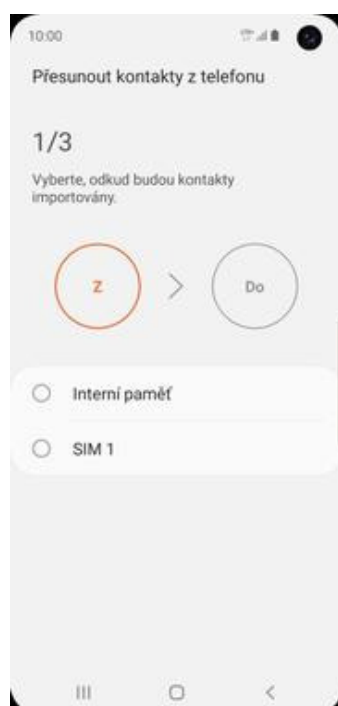 10:00
Přesunout kontakty z telefonu
1/3
Vyberte, odkud budou kontakty
importovány.
Z
Do
Interní paměť
SIM 1